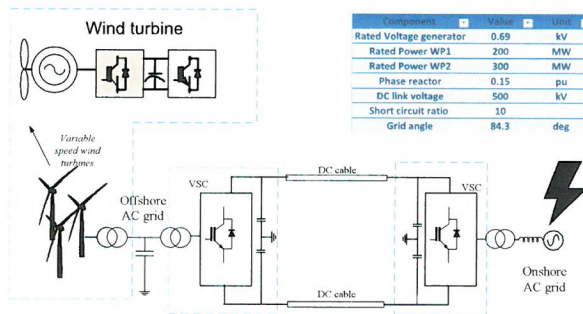 Wind turbine
Component Value Unit
Rated Voltage generator 0.69 kV
Rated Power WP1 200 MW
Rated Power WP2 300 MW
Phase reactor 0.15 pu
DC link voltage 500 kV
Short circuit ratio 10
Grid angle 84.3 deg
Variable
speed wind
turbines
Offshore
AC grid
VSC
DC cable
VSC
DC cable
Onshore
AC grid